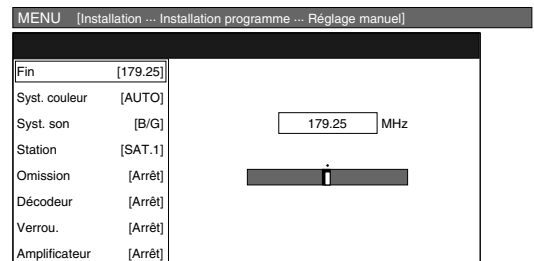 MENU [Installation ··· Installation programme ··· Réglage manuel]
Fin [179.25]
Syst. couleur [AUTO]
Syst. son [B/G]
179.25 MHz
Station [SAT.1]
Omission [Arrêt]
Décodeur [Arrêt]
Verrou. [Arrêt]
Amplificateur [Arrêt]